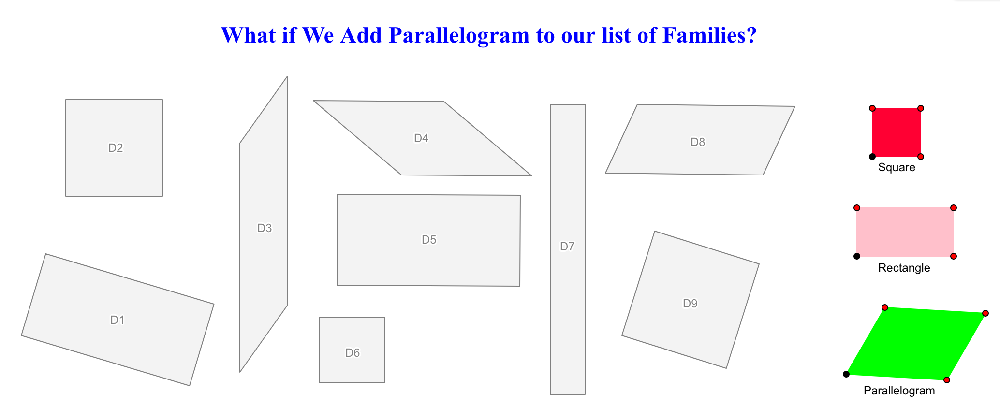 What if We Add Parallelogram to our list of Families?
D2
D3
D4
D5
D7
D8
D1
D6
D9
Square
Rectangle
Parallelogram